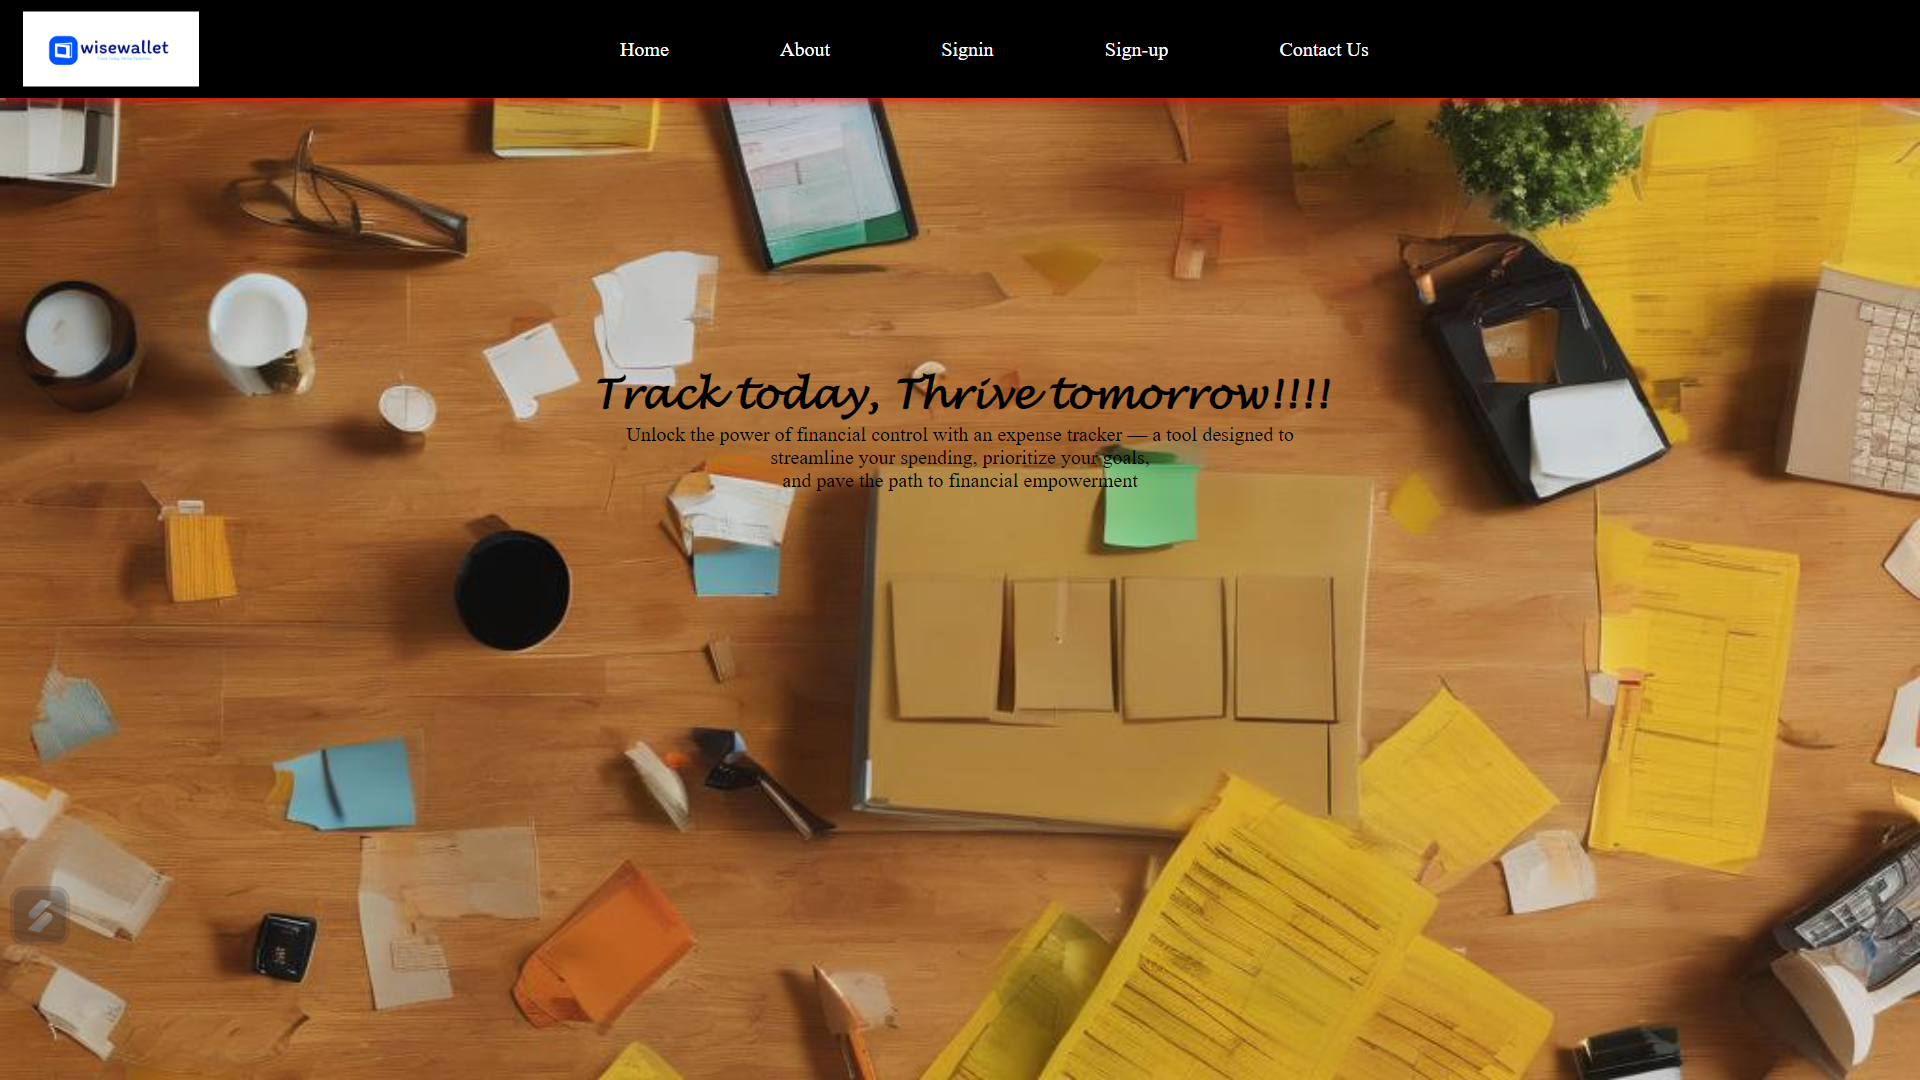 wisewallet
Home
About
Signin
Sign-up
Contact Us
Track today, Thrive tomorrow!!!!
Unlock the power of financial control with an expense tracker — a tool designed to
streamline your spending, prioritize your goals,
and pave the path to financial empowerment